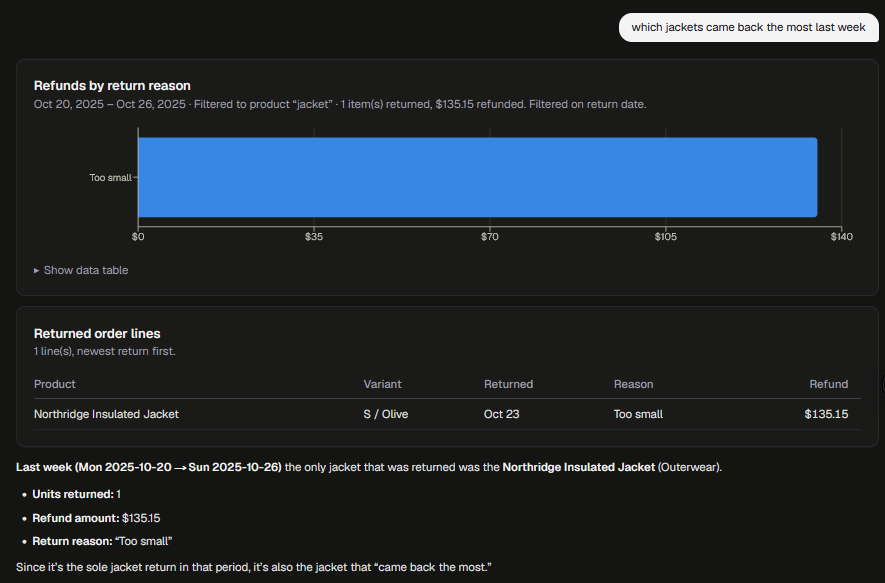 which jackets came back the most last week
Refunds by return reason
Oct 20, 2025 – Oct 26, 2025 · Filtered to product “jacket” · 1 item(s) returned, $135.15 refunded. Filtered on return date.
Too small
$0 $35 $70 $105 $140
▸ Show data table
Returned order lines
1 line(s), newest return first.
Product Variant Returned Reason Refund
Northridge Insulated Jacket S / Olive Oct 23 Too small $135.15
Last week (Mon 2025-10-20 → Sun 2025-10-26) the only jacket that was returned was the Northridge Insulated Jacket (Outerwear).
• Units returned: 1
• Refund amount: $135.15
• Return reason: “Too small”
Since it’s the sole jacket return in that period, it’s also the jacket that “came back the most.”